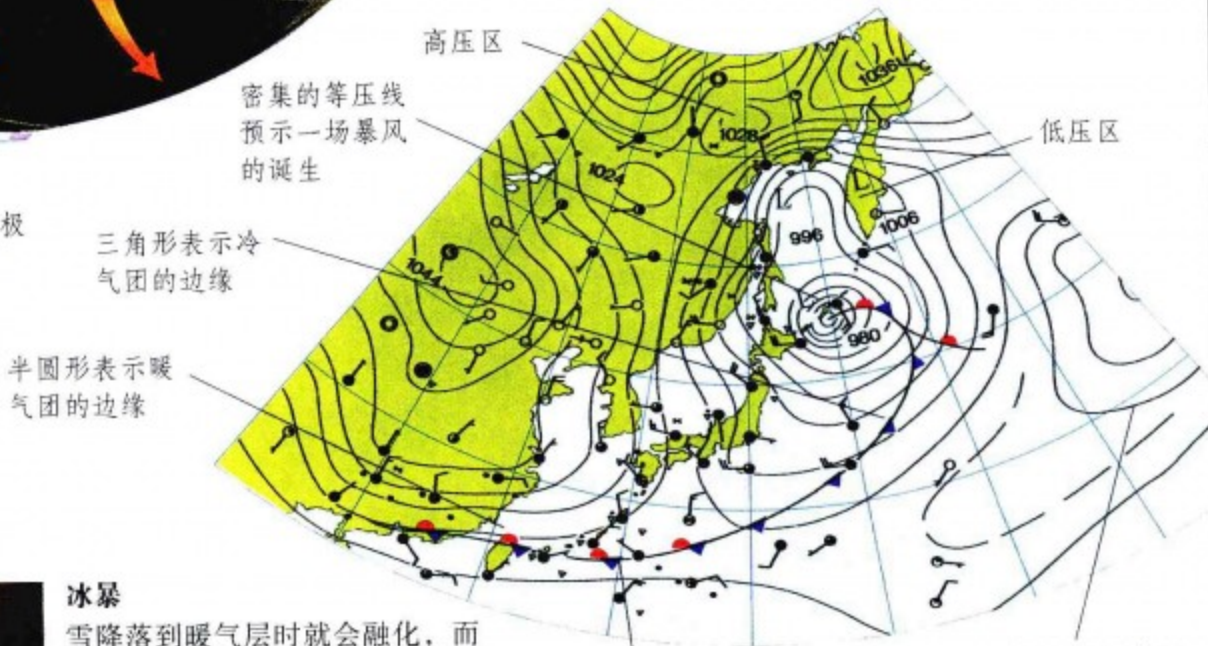 高压区
密集的等压线
预示一场暴风
的诞生
低压区
极
三角形表示冷
气团的边缘
半圆形表示暖
气团的边缘
1036
1028
1024
1006
996
1044
980
冰暴
雪降落到暖气层时就会融化，而